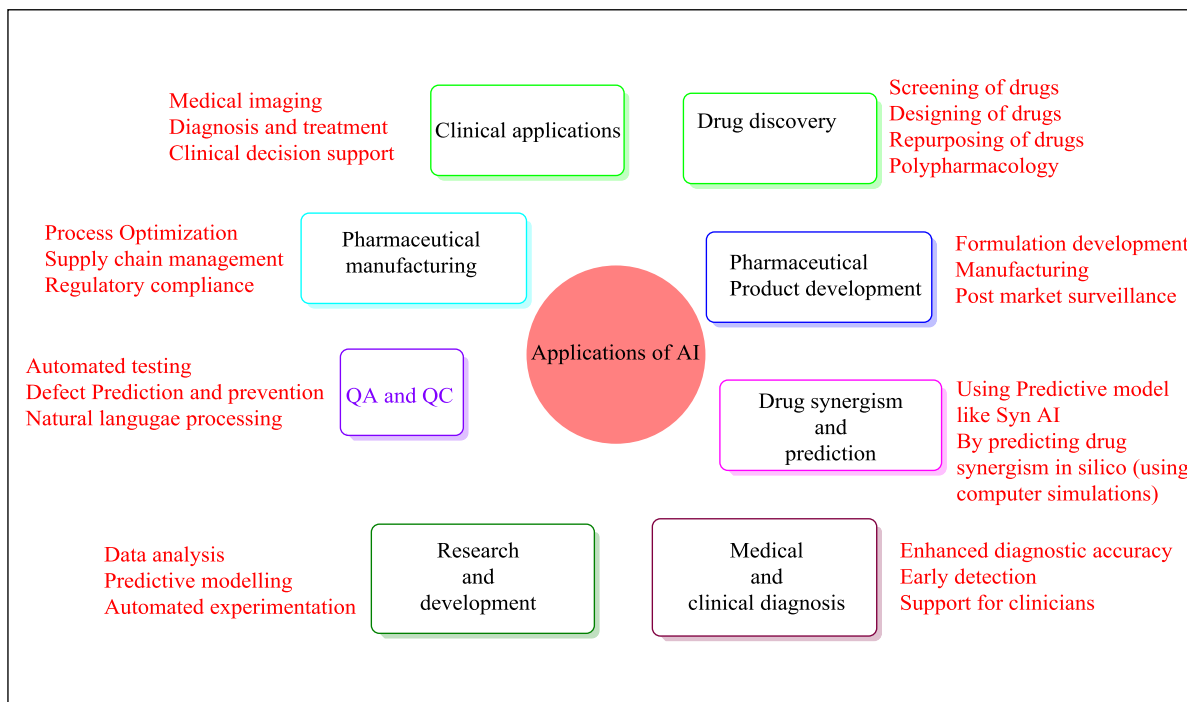 Medical imaging
Diagnosis and treatment
Clinical decision support
Clinical applications
Drug discovery
Screening of drugs
Designing of drugs
Repurposing of drugs
Polypharmacology
Process Optimization
Supply chain management
Regulatory compliance
Pharmaceutical
manufacturing
Pharmaceutical
Product development
Formulation development
Manufacturing
Post market surveillance
Applications of AI
Automated testing
Defect Prediction and prevention
Natural langugae processing
QA and QC
Drug synergism
and
prediction
Using Predictive model
like Syn AI
By predicting drug
synergism in silico (using
computer simulations)
Data analysis
Predictive modelling
Automated experimentation
Research
and
development
Medical
and
clinical diagnosis
Enhanced diagnostic accuracy
Early detection
Support for clinicians